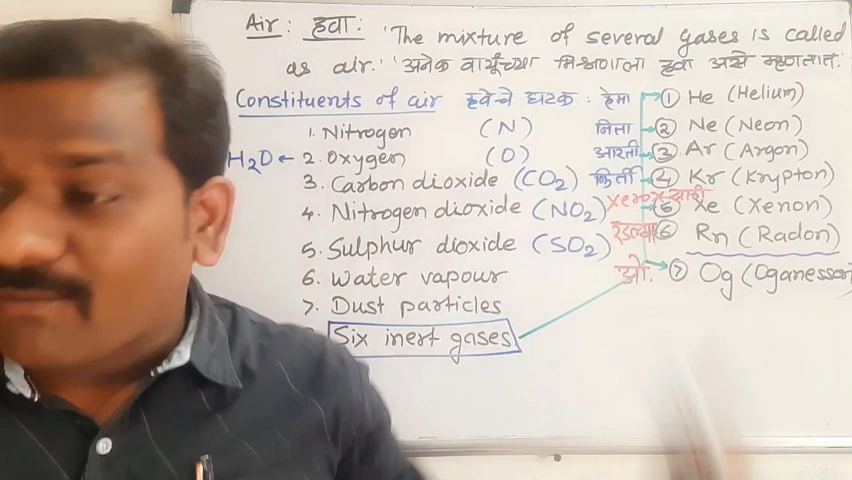 Air: हवा: 'The mixture of several gases is called
as air.' 'अनेक वायूंच्या मिश्रणाला हवा असे म्हणतात.'
Constituents of air हवेचे घटक:
1. Nitrogen (N)
H₂O ← 2. Oxygen (O)
3. Carbon dioxide (CO₂)
4. Nitrogen dioxide (NO₂)
5. Sulphur dioxide (SO₂)
6. Water vapour
7. Dust particles
Six inert gases
हेमा → ① He (Helium)
निता → ② Ne (Neon)
आरती → ③ Ar (Argon)
किर्ती → ④ Kr (Krypton)
Xerox सारी → ⑤ Xe (Xenon)
रडल्या ⑥ Rn (Radon)
ओ. → ⑦ Og (Oganesson)